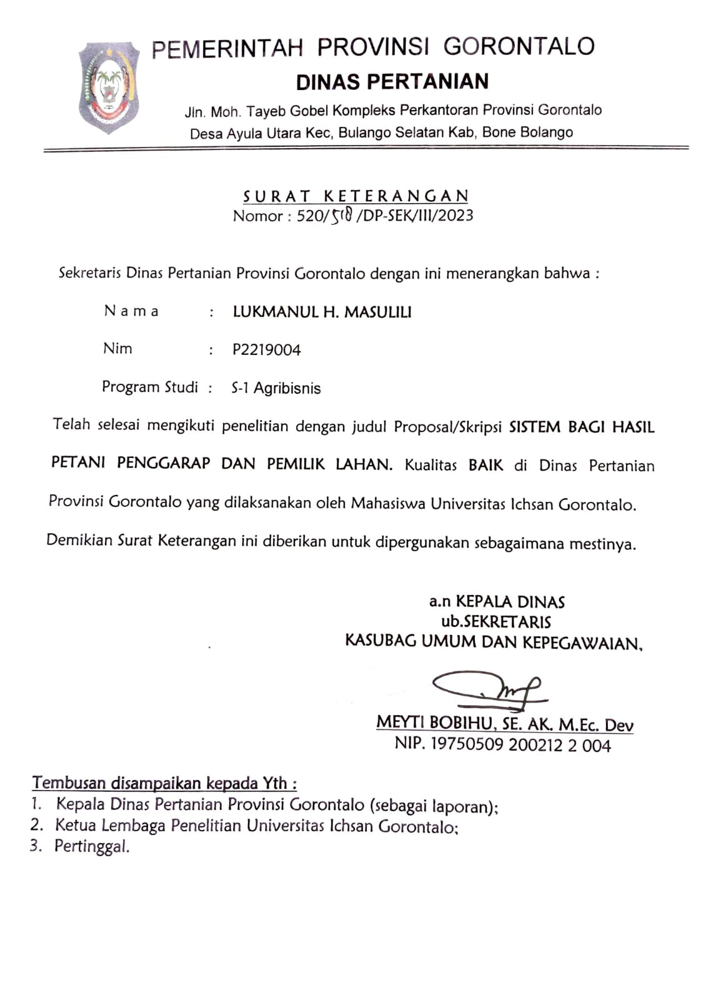 PEMERINTAH PROVINSI GORONTALO
DINAS PERTANIAN
Jln. Moh. Tayeb Gobel Kompleks Perkantoran Provinsi Gorontalo
Desa Ayula Utara Kec, Bulango Selatan Kab, Bone Bolango
SURAT KETERANGAN
Nomor : 520/518/DP-SEK/III/2023
Sekretaris Dinas Pertanian Provinsi Gorontalo dengan ini menerangkan bahwa :
N a m a : LUKMANUL H. MASULILI
Nim : P2219004
Program Studi : S-1 Agribisnis
Telah selesai mengikuti penelitian dengan judul Proposal/Skripsi SISTEM BAGI HASIL
PETANI PENGGARAP DAN PEMILIK LAHAN. Kualitas BAIK di Dinas Pertanian
Provinsi Gorontalo yang dilaksanakan oleh Mahasiswa Universitas Ichsan Gorontalo.
Demikian Surat Keterangan ini diberikan untuk dipergunakan sebagaimana mestinya.
a.n KEPALA DINAS
ub.SEKRETARIS
KASUBAG UMUM DAN KEPEGAWAIAN,
MEYTI BOBIHU, SE. AK. M.Ec. Dev
NIP. 19750509 200212 2 004
Tembusan disampaikan kepada Yth :
1. Kepala Dinas Pertanian Provinsi Gorontalo (sebagai laporan);
2. Ketua Lembaga Penelitian Universitas Ichsan Gorontalo;
3. Pertinggal.